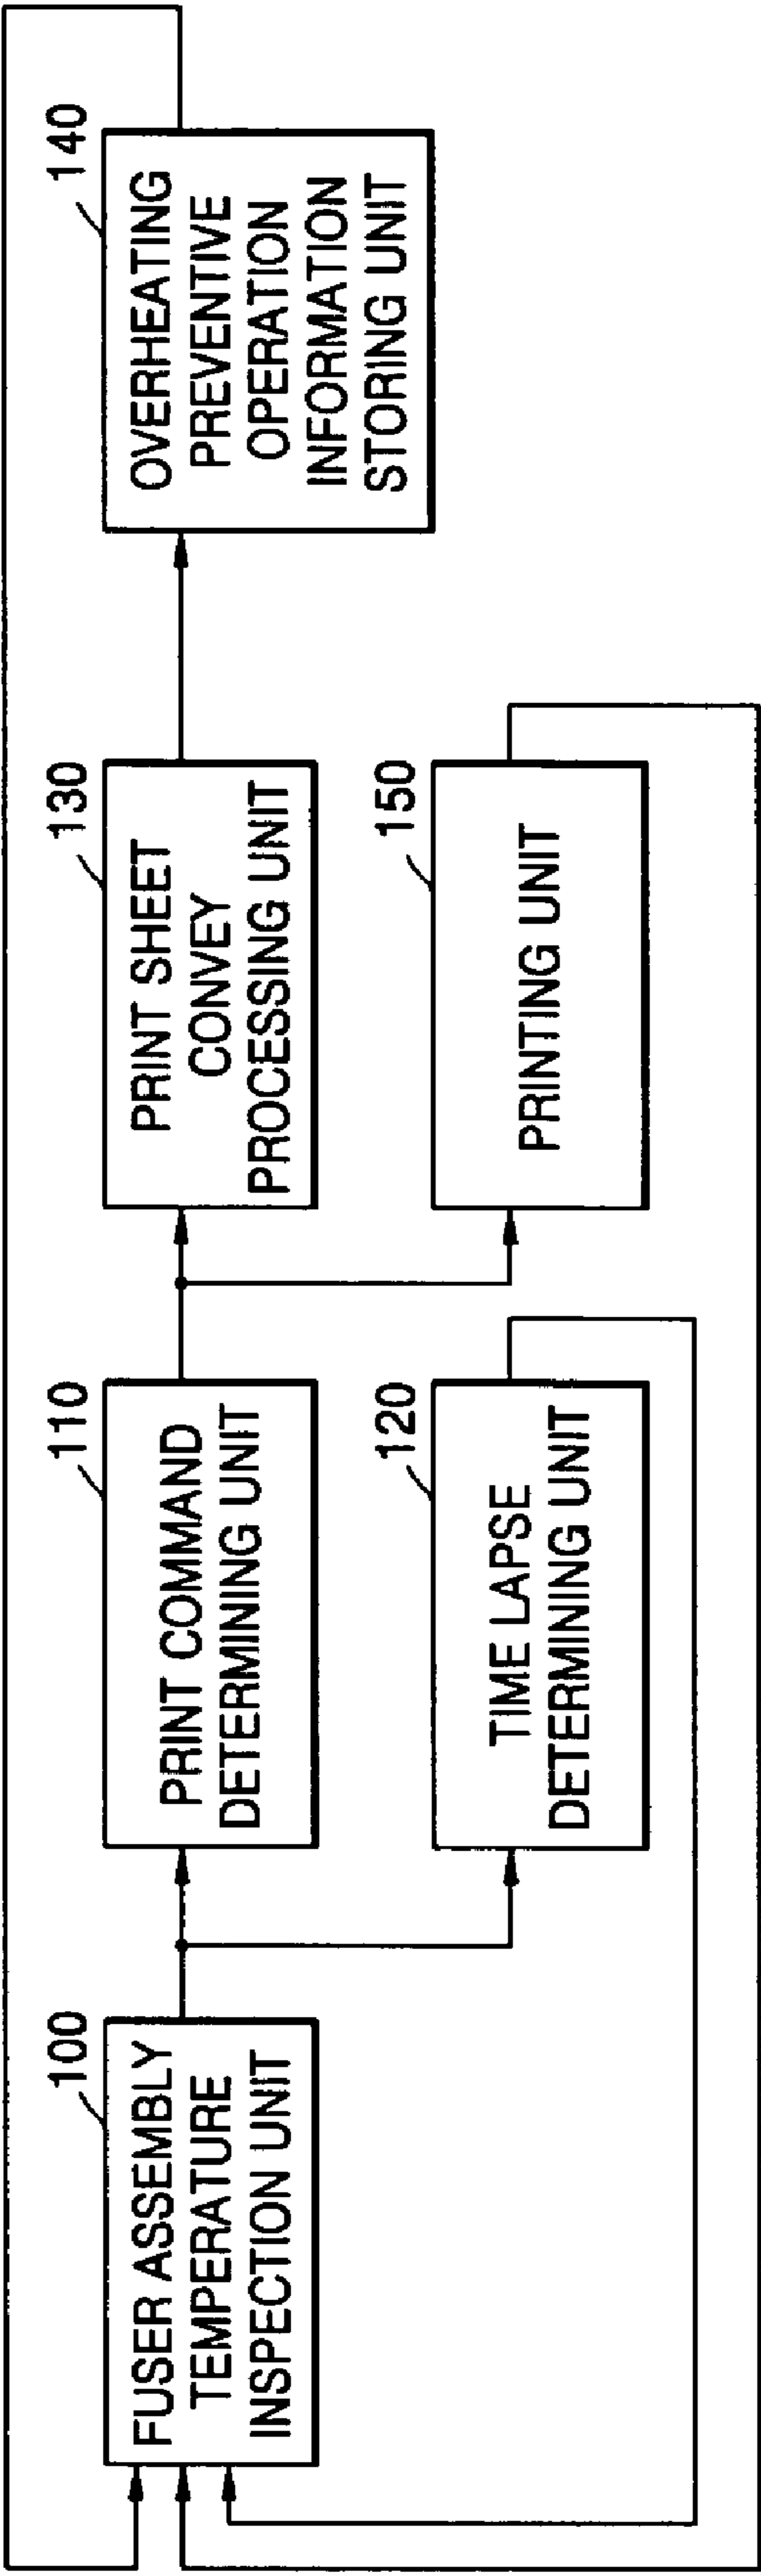 100
FUSER ASSEMBLY
TEMPERATURE
INSPECTION UNIT
110
PRINT COMMAND
DETERMINING UNIT
130
PRINT SHEET
CONVEY
PROCESSING UNIT
140
OVERHEATING
PREVENTIVE
OPERATION
INFORMATION
STORING UNIT
120
TIME LAPSE
DETERMINING UNIT
150
PRINTING UNIT